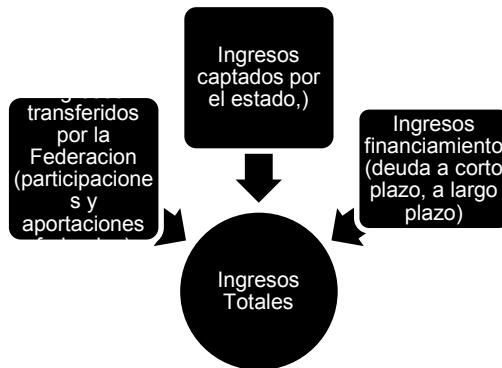 Ingresos
captados por
el estado,)
transferidos
por la
Federacion
(participacione
s y
aportaciones
Ingresos
financiamiento
(deuda a corto
plazo, a largo
plazo)
Ingresos
Totales